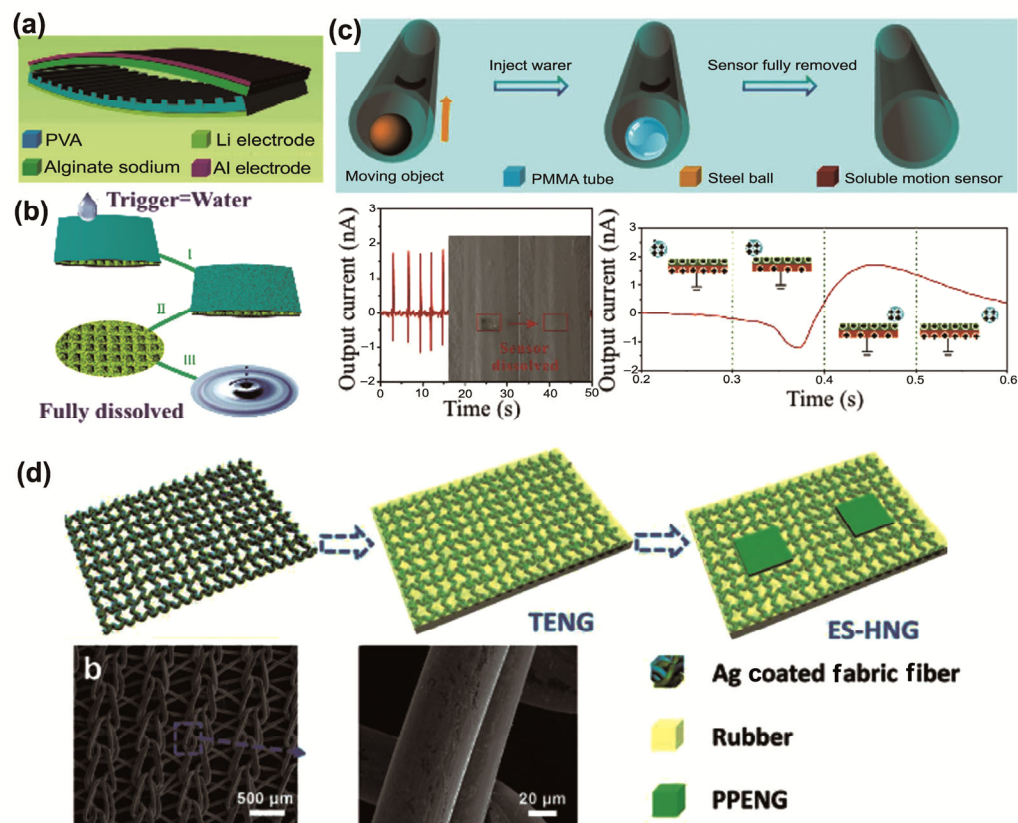 (a)
PVA
Li electrode
Alginate sodium
Al electrode
(b)
Trigger=Water
I
II
III
Fully dissolved
(c)
Inject warer
Sensor fully removed
Moving object
PMMA tube
Steel ball
Soluble motion sensor
Output current (nA)
3
2
1
0
−1
−2
Sensor
dissolved
0
10
20
30
40
50
Time (s)
Output current (nA)
3
2
1
0
−1
−2
0.2
0.3
0.4
0.5
0.6
Time (s)
(d)
TENG
ES-HNG
b
500 µm
20 µm
Ag coated fabric fiber
Rubber
PPENG